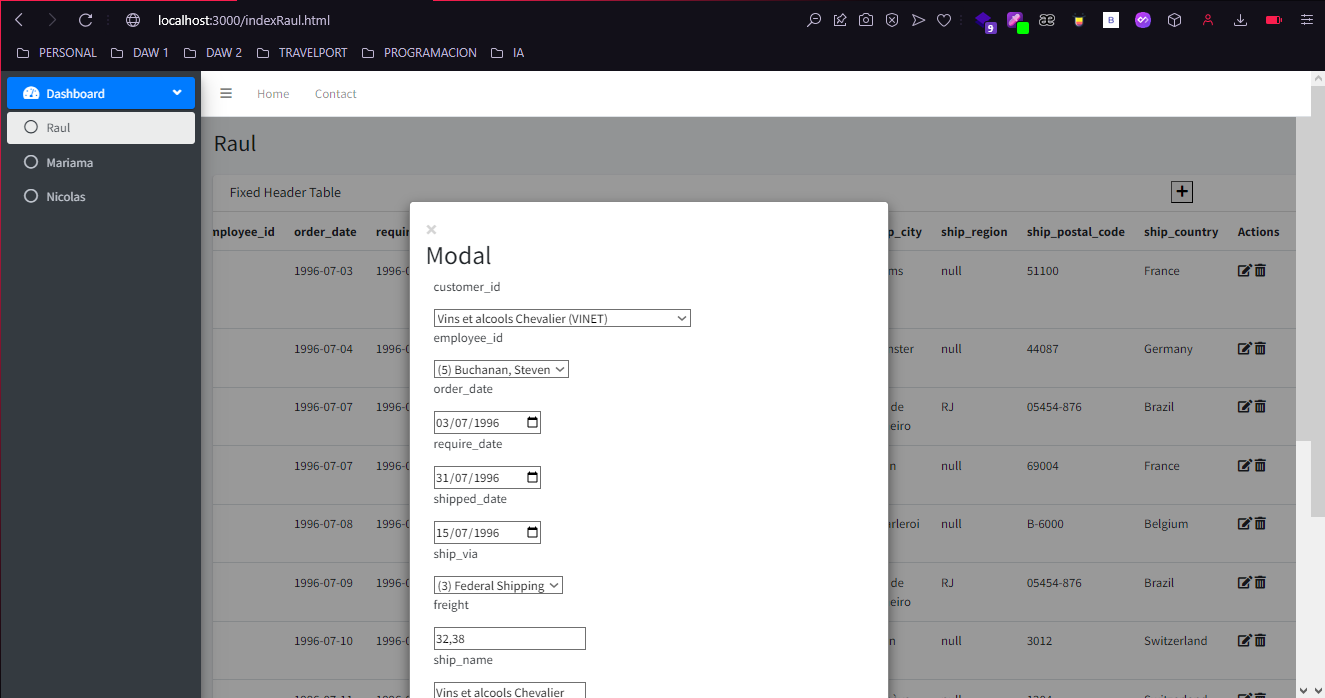 localhost:3000/indexRaul.html
9
B
PERSONAL DAW 1 DAW 2 TRAVELPORT PROGRAMACION IA
Dashboard
Raul
Mariama
Nicolas
Home Contact
Raul
Fixed Header Table
+
mployee_id order_date requir p_city ship_region ship_postal_code ship_country Actions
1996-07-03 1996-0 ms null 51100 France
1996-07-04 1996-0 nster null 44087 Germany
1996-07-07 1996-0 de RJ 05454-876 Brazil
eiro
1996-07-07 1996-0 n null 69004 France
1996-07-08 1996-0 arleroi null B-6000 Belgium
1996-07-09 1996-0 de RJ 05454-876 Brazil
eiro
1996-07-10 1996-0 n null 3012 Switzerland
×
Modal
customer_id
Vins et alcools Chevalier (VINET)
employee_id
(5) Buchanan, Steven
order_date
03/07/1996
require_date
31/07/1996
shipped_date
15/07/1996
ship_via
(3) Federal Shipping
freight
32,38
ship_name
Vins et alcools Chevalier